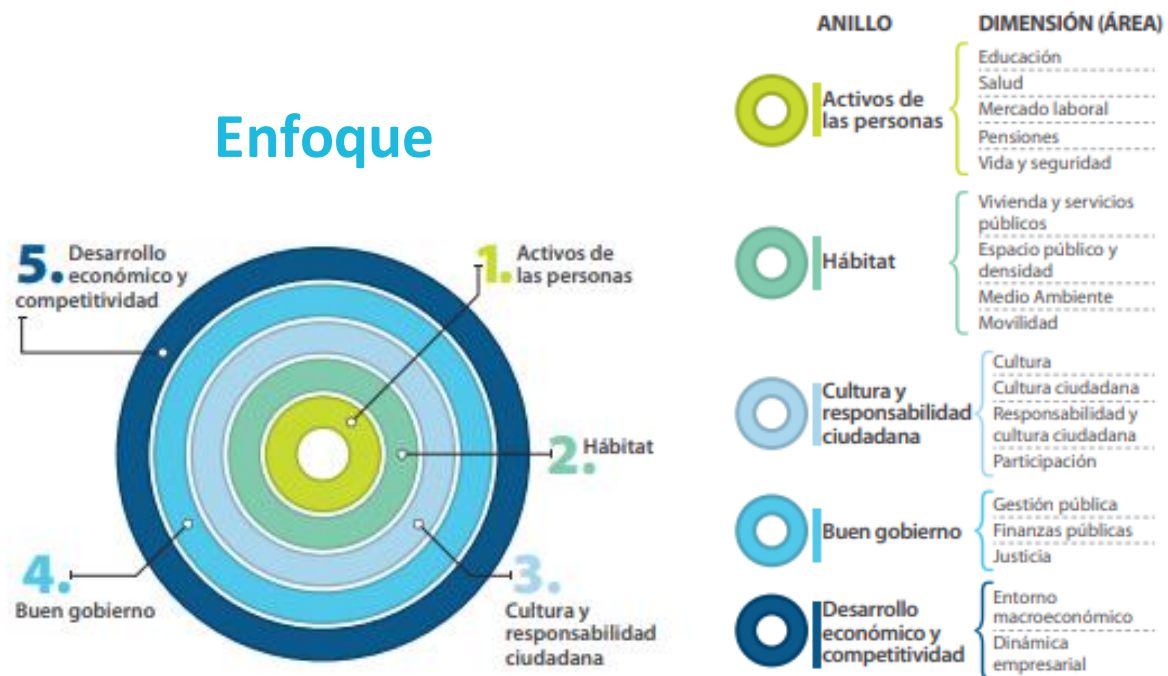 Enfoque
5. Desarrollo
económico y
competitividad
1. Activos de
las personas
2. Hábitat
3.
Cultura y
responsabilidad
ciudadana
4.
Buen gobierno
ANILLO
DIMENSIÓN (ÁREA)
Activos de
las personas
Educación
Salud
Mercado laboral
Pensiones
Vida y seguridad
Hábitat
Vivienda y servicios
públicos
Espacio público y
densidad
Medio Ambiente
Movilidad
Cultura y
responsabilidad
ciudadana
Cultura
Cultura ciudadana
Responsabilidad y
cultura ciudadana
Participación
Buen gobierno
Gestión pública
Finanzas públicas
Justicia
Desarrollo
económico y
competitividad
Entorno
macroeconómico
Dinámica
empresarial